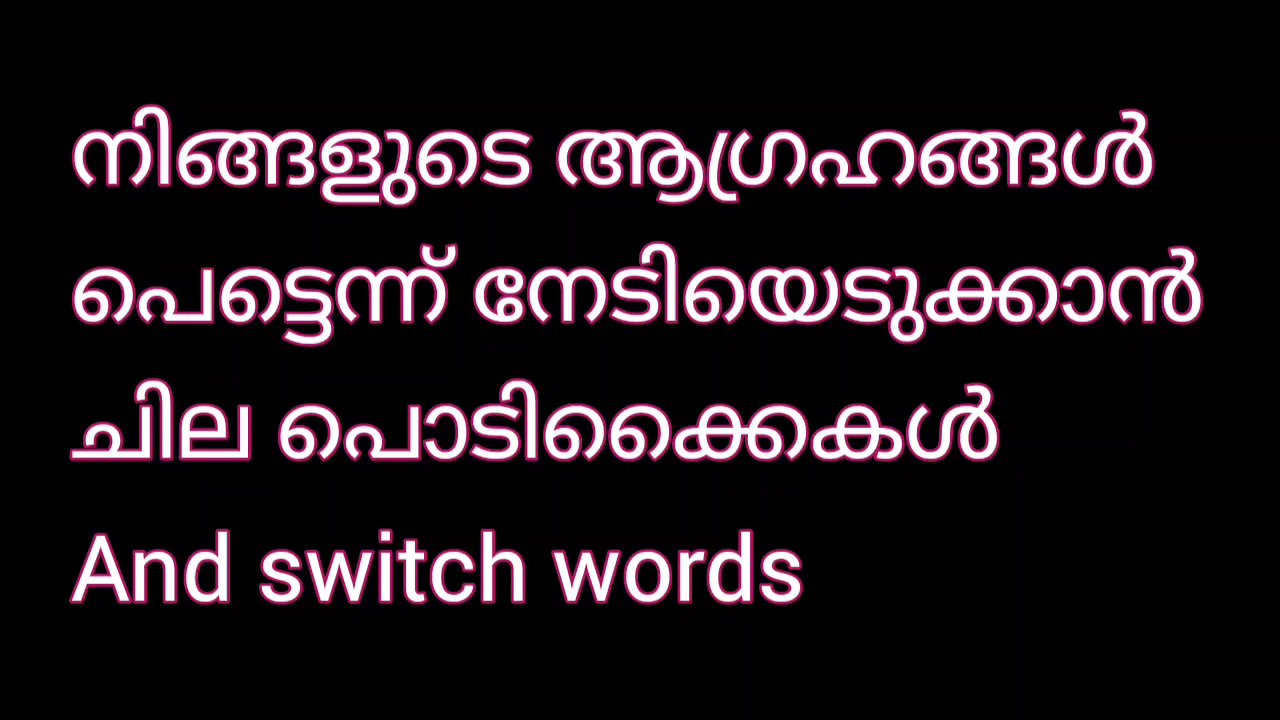 നിങ്ങളുടെ ആഗ്രഹങ്ങൾ
പെട്ടെന്ന് നേടിയെടുക്കാൻ
ചില പൊടിക്കൈകൾ
And switch words